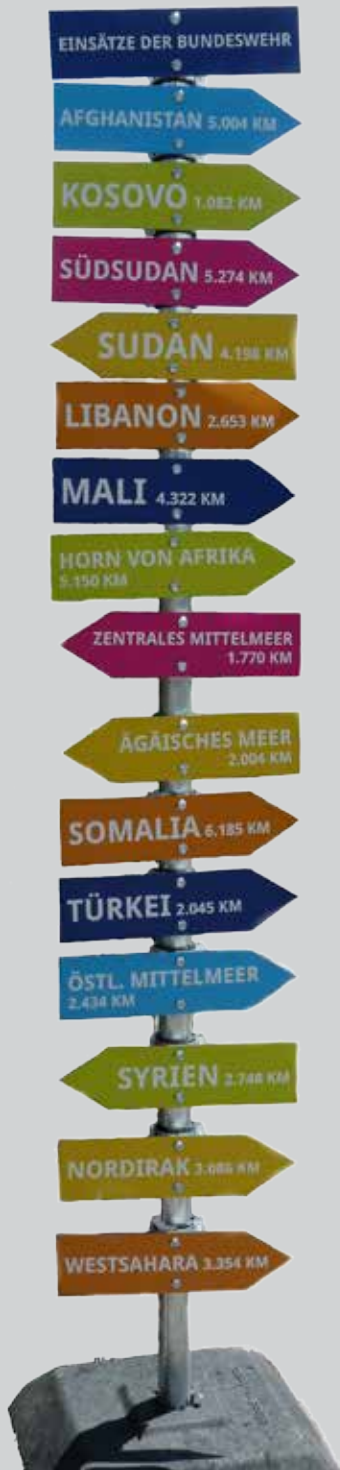 EINSÄTZE DER BUNDESWEHR
AFGHANISTAN 5.004 KM
KOSOVO 1.082 KM
SÜDSUDAN 5.274 KM
SUDAN 4.198 KM
LIBANON 2.653 KM
MALI 4.322 KM
HORN VON AFRIKA
5.150 KM
ZENTRALES MITTELMEER
1.770 KM
ÄGÄISCHES MEER
2.004 KM
SOMALIA 6.185 KM
TÜRKEI 2.045 KM
ÖSTL. MITTELMEER
2.434 KM
SYRIEN 2.748 KM
NORDIRAK 3.086 KM
WESTSAHARA 3.354 KM